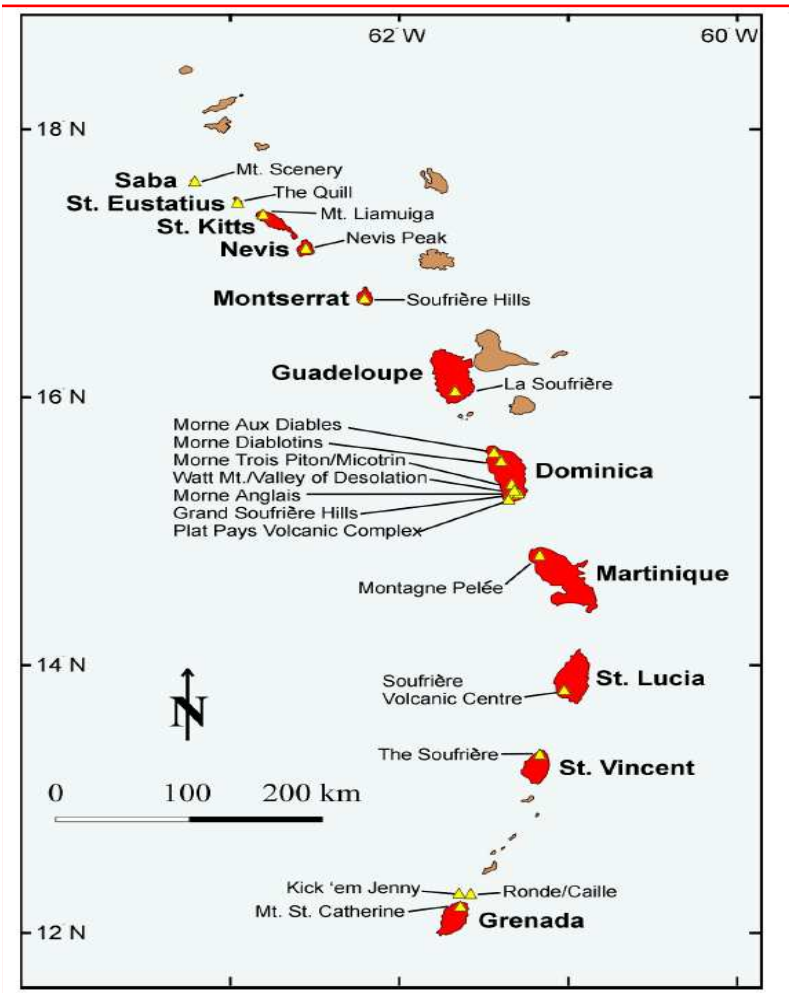 62°W
60°W
18°N
Mt. Scenery
Saba
The Quill
St. Eustatius
Mt. Liamuiga
St. Kitts
Nevis Peak
Nevis
Montserrat
Soufrière Hills
Guadeloupe
16°N
La Soufrière
Morne Aux Diables
Morne Diablotins
Morne Trois Piton/Micotrin
Watt Mt./Valley of Desolation
Morne Anglais
Grand Soufrière Hills
Plat Pays Volcanic Complex
Dominica
Martinique
Montagne Pelée
14°N
St. Lucia
Soufrière
Volcanic Centre
N
The Soufrière
St. Vincent
0 100 200 km
Kick 'em Jenny
Ronde/Caille
Mt. St. Catherine
Grenada
12°N